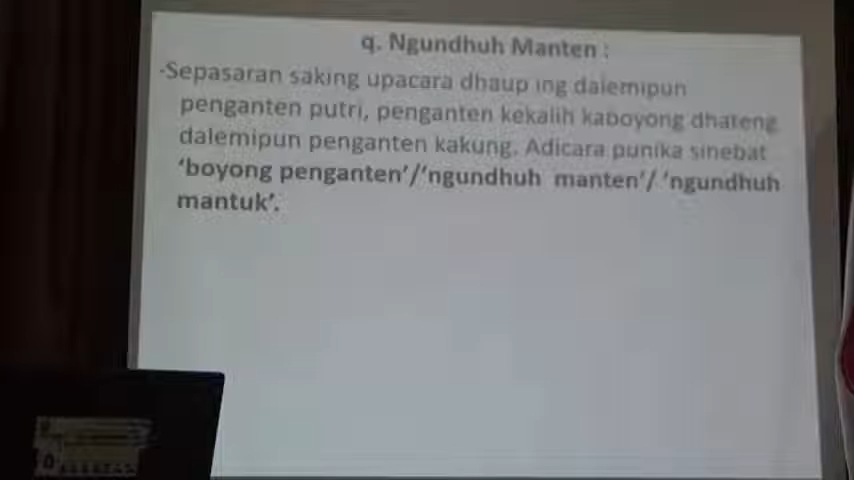 q. Ngundhuh Manten :
-Sepasaran saking upacara dhaup ing dalemipun
penganten putri, penganten kekalih kaboyong dhateng
dalemipun penganten kakung. Adicara punika sinebat
‘boyong penganten’/‘ngundhuh manten’/ ‘ngundhuh
mantuk’.